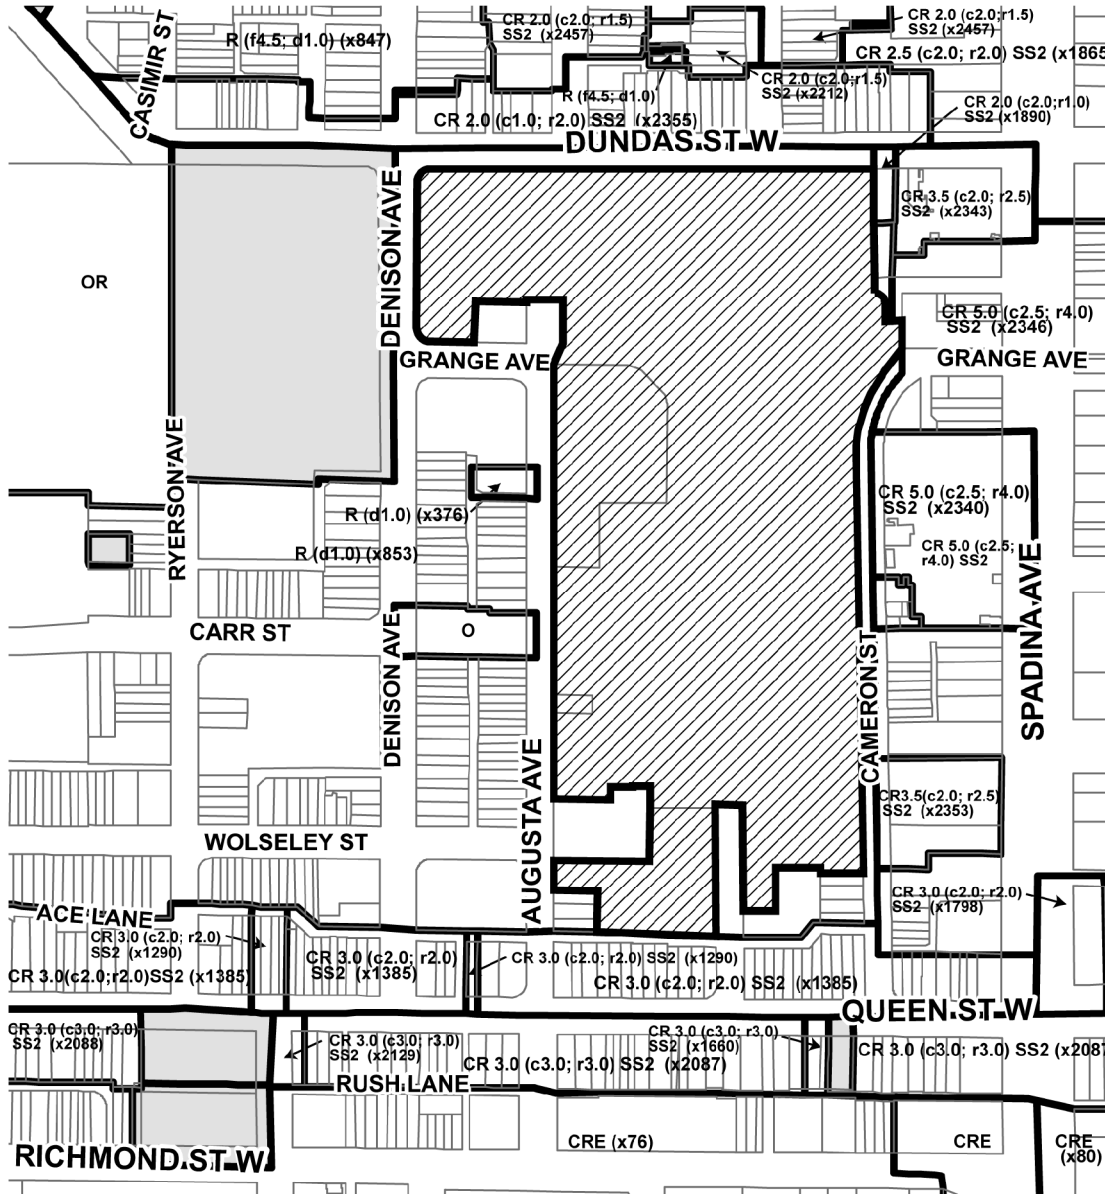 CASIMIR ST
R (f4.5; d1.0) (x847)
CR 2.0 (c2.0; r1.5)
SS2 (x2457)
CR 2.0 (c2.0;r1.5)
SS2 (x2457)
CR 2.5 (c2.0; r2.0) SS2 (x1865
CR 2.0 (c2.0;r1.5)
SS2 (x2212)
R (f4.5; d1.0)
CR 2.0 (c1.0; r2.0) SS2 (x2355)
CR 2.0 (c2.0;r1.0)
SS2 (x1890)
DUNDAS ST W
DENISON AVE
CR 3.5 (c2.0; r2.5)
SS2 (x2343)
OR
CR 5.0 (c2.5; r4.0)
SS2 (x2346)
GRANGE AVE
GRANGE AVE
RYERSON AVE
R (d1.0) (x376)
R (d1.0) (x853)
CR 5.0 (c2.5; r4.0)
SS2 (x2340)
CR 5.0 (c2.5;
r4.0) SS2
SPADINA AVE
CARR ST
DENISON AVE
O
CAMERON ST
AUGUSTA AVE
CR3.5(c2.0; r2.5)
SS2 (x2353)
WOLSELEY ST
CR 3.0 (c2.0; r2.0)
SS2 (x1798)
ACE LANE
CR 3.0 (c2.0; r2.0)
SS2 (x1290)
CR 3.0(c2.0;r2.0)SS2 (x1385)
CR 3.0 (c2.0; r2.0)
SS2 (x1385)
CR 3.0 (c2.0; r2.0) SS2 (x1290)
CR 3.0 (c2.0; r2.0) SS2 (x1385)
QUEEN ST W
CR 3.0 (c3.0; r3.0)
SS2 (x2088)
CR 3.0 (c3.0; r3.0)
SS2 (x2129)
CR 3.0 (c3.0; r3.0) SS2 (x2087)
CR 3.0 (c3.0; r3.0)
SS2 (x1660)
CR 3.0 (c3.0; r3.0) SS2 (x2087
RUSH LANE
RICHMOND ST W
CRE (x76)
CRE
CRE
(x80)